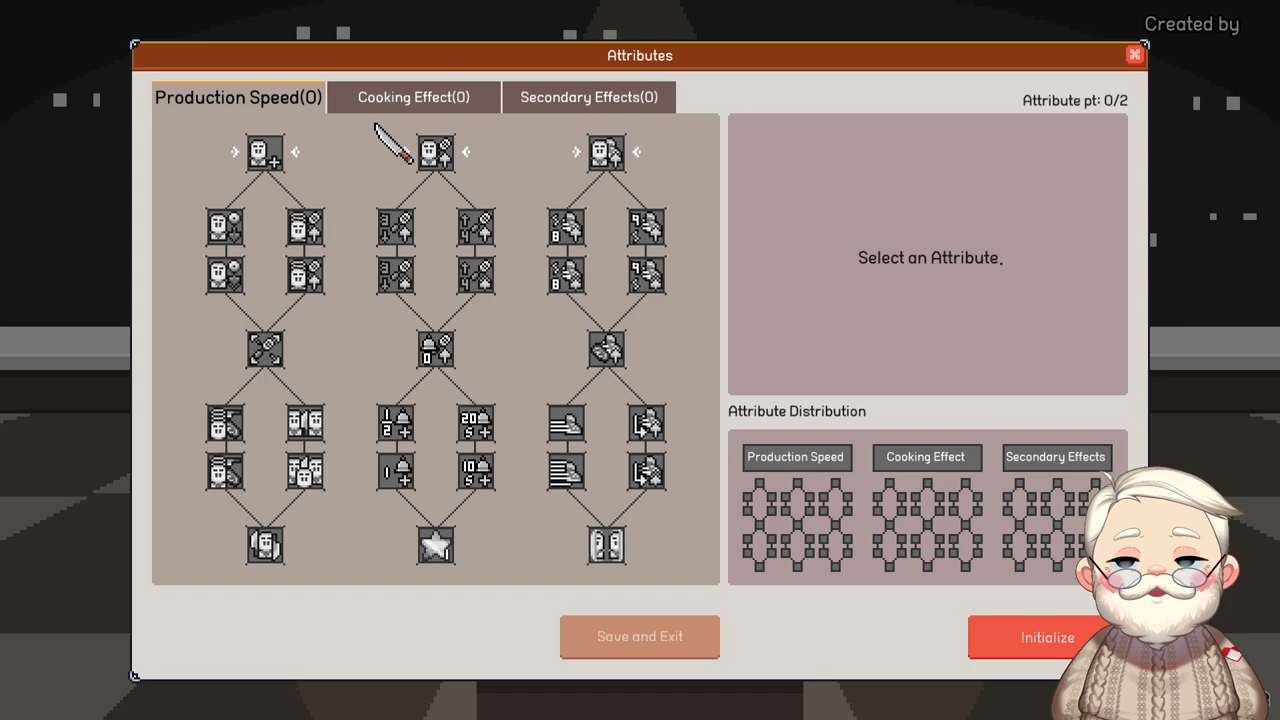 Created by
Attributes
Production Speed(0)
Cooking Effect(0)
Secondary Effects(0)
Attribute pt: 0/2
Select an Attribute.
Attribute Distribution
Production Speed
Cooking Effect
Secondary Effects
Save and Exit
Initialize